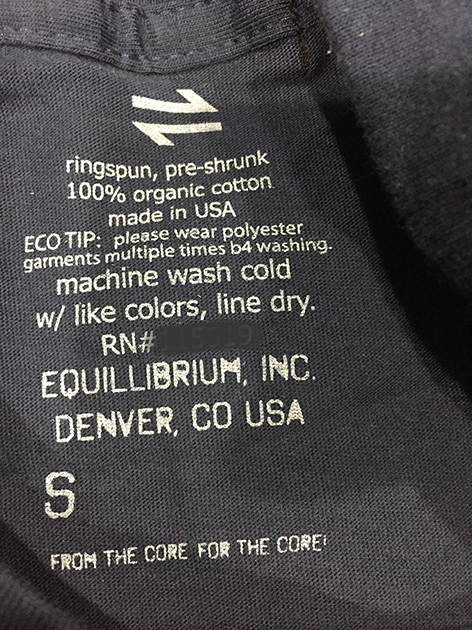 ringspun, pre-shrunk
100% organic cotton
made in USA
ECO TIP: please wear polyester
garments multiple times b4 washing.
machine wash cold
w/ like colors, line dry.
RN#
EQUILLIBRIUM, INC.
DENVER, CO USA
S
FROM THE CORE FOR THE CORE!